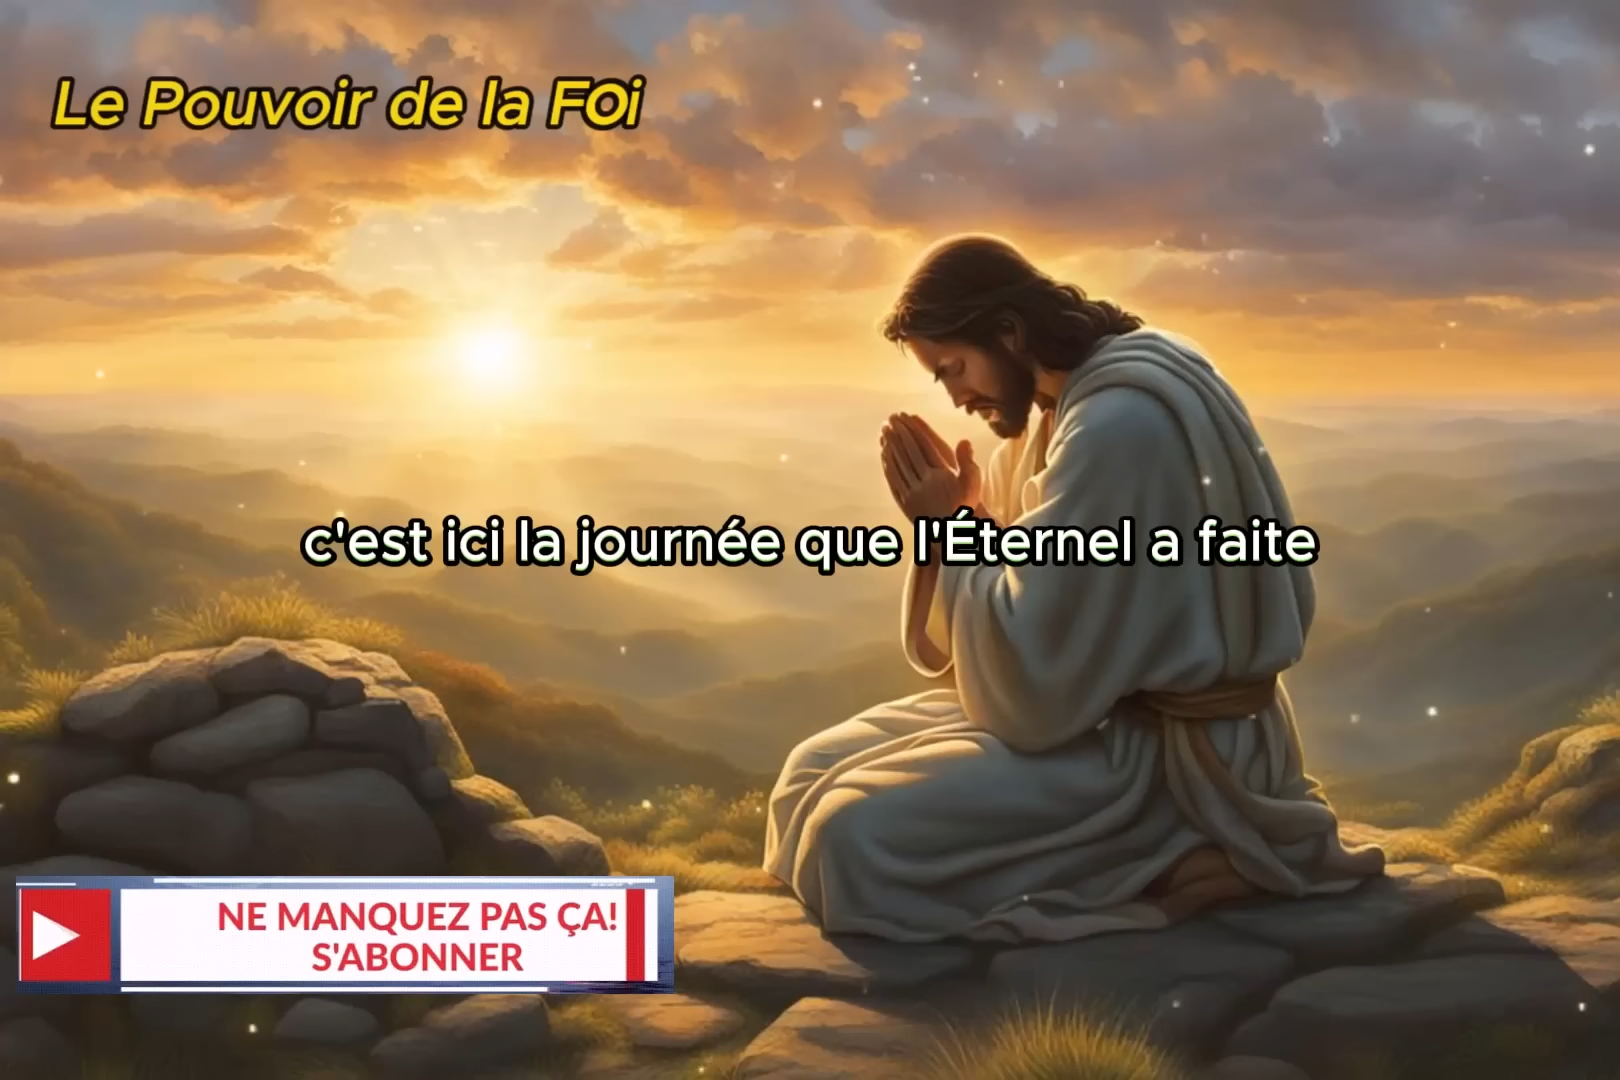 Le Pouvoir de la FOi
c'est ici la journée que l'Éternel a faite
NE MANQUEZ PAS ÇA!
S'ABONNER